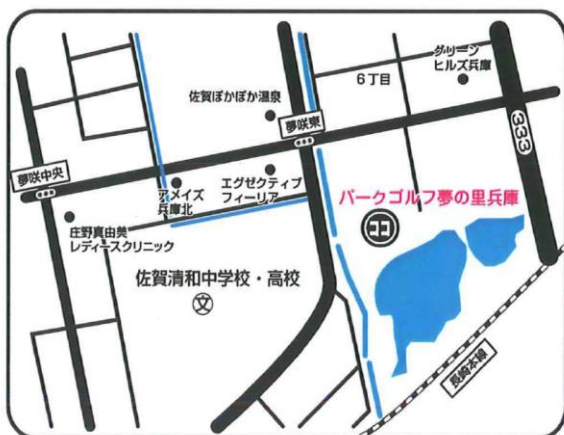 グリーン
ヒルズ兵庫
6丁目
佐賀ぽかぽか温泉
夢咲東
333
夢咲中央
アメイズ
兵庫北
エグゼクティブ
フィーリア
パークゴルフ夢の里兵庫
ココ
庄野真由美
レディースクリニック
佐賀清和中学校・高校
文
長崎本線